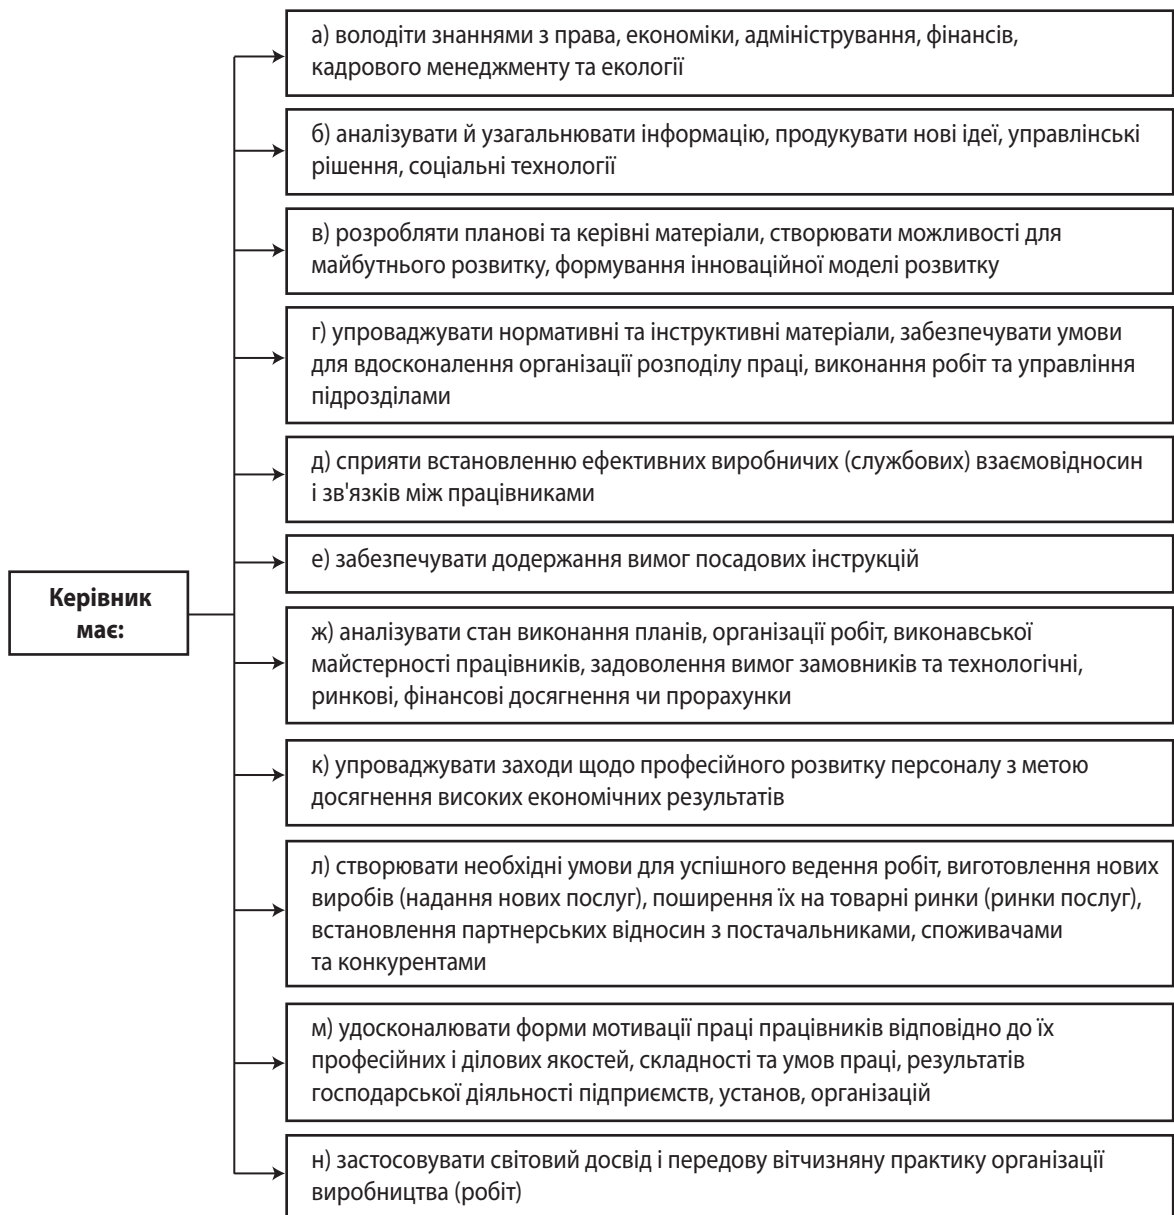 а) володіти знаннями з права, економіки, адміністрування, фінансів,
кадрового менеджменту та екології
б) аналізувати й узагальнювати інформацію, продукувати нові ідеї, управлінські
рішення, соціальні технології
в) розробляти планові та керівні матеріали, створювати можливості для
майбутнього розвитку, формування інноваційної моделі розвитку
г) упроваджувати нормативні та інструктивні матеріали, забезпечувати умови
для вдосконалення організації розподілу праці, виконання робіт та управління
підрозділами
д) сприяти встановленню ефективних виробничих (службових) взаємовідносин
і зв'язків між працівниками
е) забезпечувати додержання вимог посадових інструкцій
Керівник
має:
ж) аналізувати стан виконання планів, організації робіт, виконавської
майстерності працівників, задоволення вимог замовників та технологічні,
ринкові, фінансові досягнення чи прорахунки
к) упроваджувати заходи щодо професійного розвитку персоналу з метою
досягнення високих економічних результатів
л) створювати необхідні умови для успішного ведення робіт, виготовлення нових
виробів (надання нових послуг), поширення їх на товарні ринки (ринки послуг),
встановлення партнерських відносин з постачальниками, споживачами
та конкурентами
м) удосконалювати форми мотивації праці працівників відповідно до їх
професійних і ділових якостей, складності та умов праці, результатів
господарської діяльності підприємств, установ, організацій
н) застосовувати світовий досвід і передову вітчизняну практику організації
виробництва (робіт)